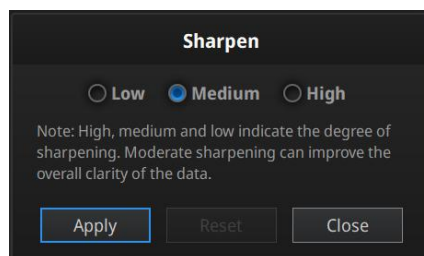 Sharpen
Low Medium High
Note: High, medium and low indicate the degree of
sharpening. Moderate sharpening can improve the
overall clarity of the data.
Apply Reset Close